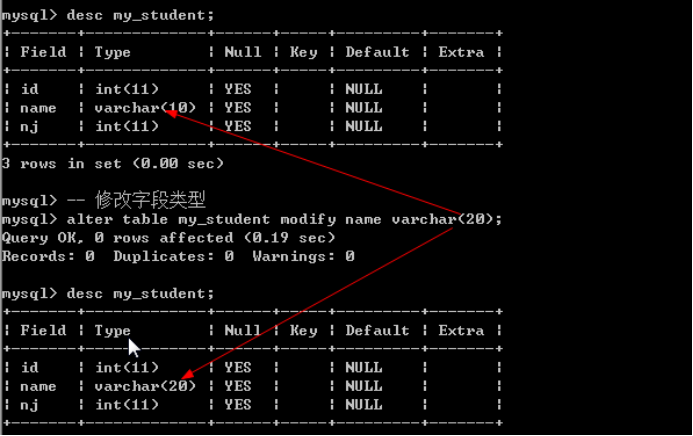 mysql> desc my_student;
+-------+-------------+------+-----+---------+-------+
| Field | Type        | Null | Key | Default | Extra |
+-------+-------------+------+-----+---------+-------+
| id    | int(11)     | YES  |     | NULL    |       |
| name  | varchar(10) | YES  |     | NULL    |       |
| nj    | int(11)     | YES  |     | NULL    |       |
+-------+-------------+------+-----+---------+-------+
3 rows in set (0.00 sec)
mysql> -- 修改字段类型
mysql> alter table my_student modify name varchar(20);
Query OK, 0 rows affected (0.19 sec)
Records: 0  Duplicates: 0  Warnings: 0
mysql> desc my_student;
+-------+-------------+------+-----+---------+-------+
| Field | Type        | Null | Key | Default | Extra |
+-------+-------------+------+-----+---------+-------+
| id    | int(11)     | YES  |     | NULL    |       |
| name  | varchar(20) | YES  |     | NULL    |       |
| nj    | int(11)     | YES  |     | NULL    |       |
+-------+-------------+------+-----+---------+-------+